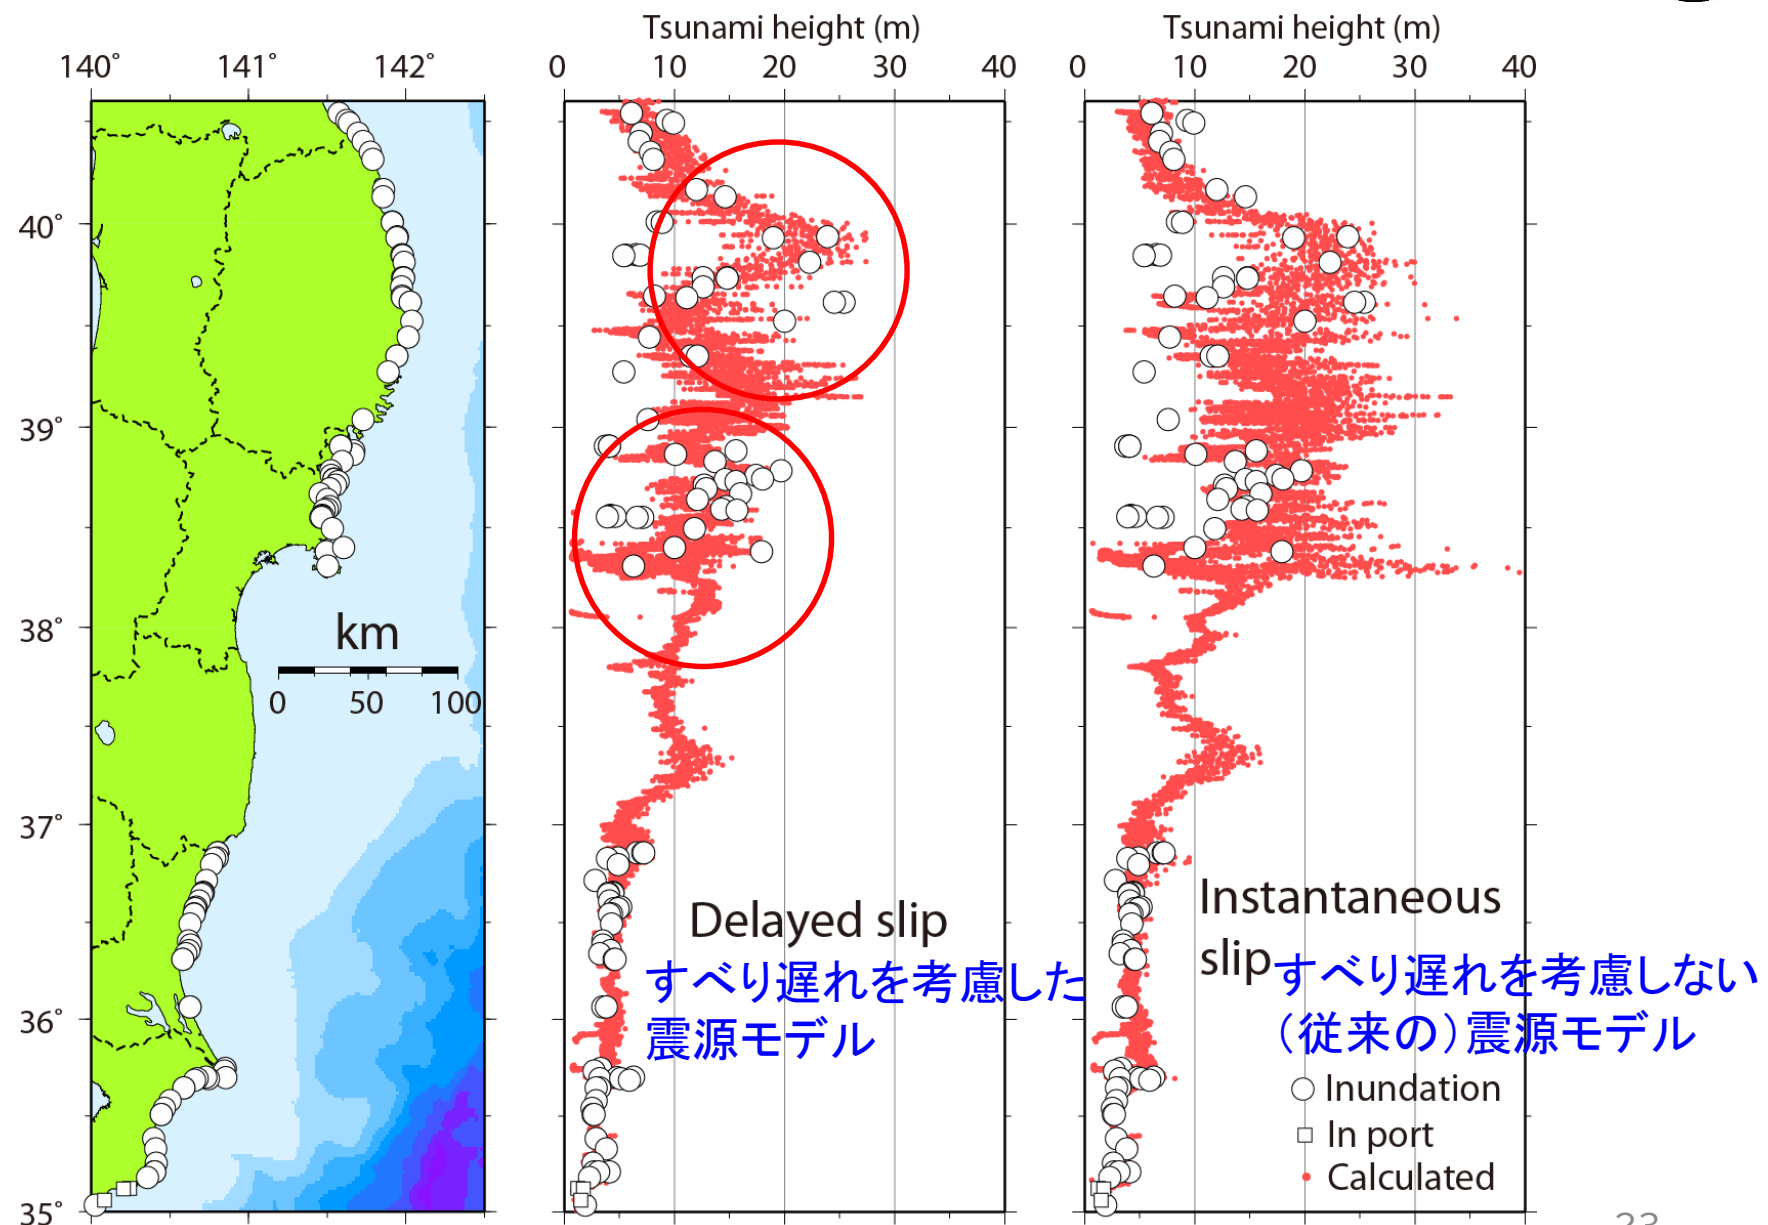 Tsunami height (m)
Tsunami height (m)
140° 141° 142°
0 10 20 30 40
0 10 20 30 40
40°
39°
38°
37°
36°
35°
km
0 50 100
Delayed slip
すべり遅れを考慮した
震源モデル
Instantaneous
slip
すべり遅れを考慮しない
（従来の）震源モデル
Inundation
In port
Calculated